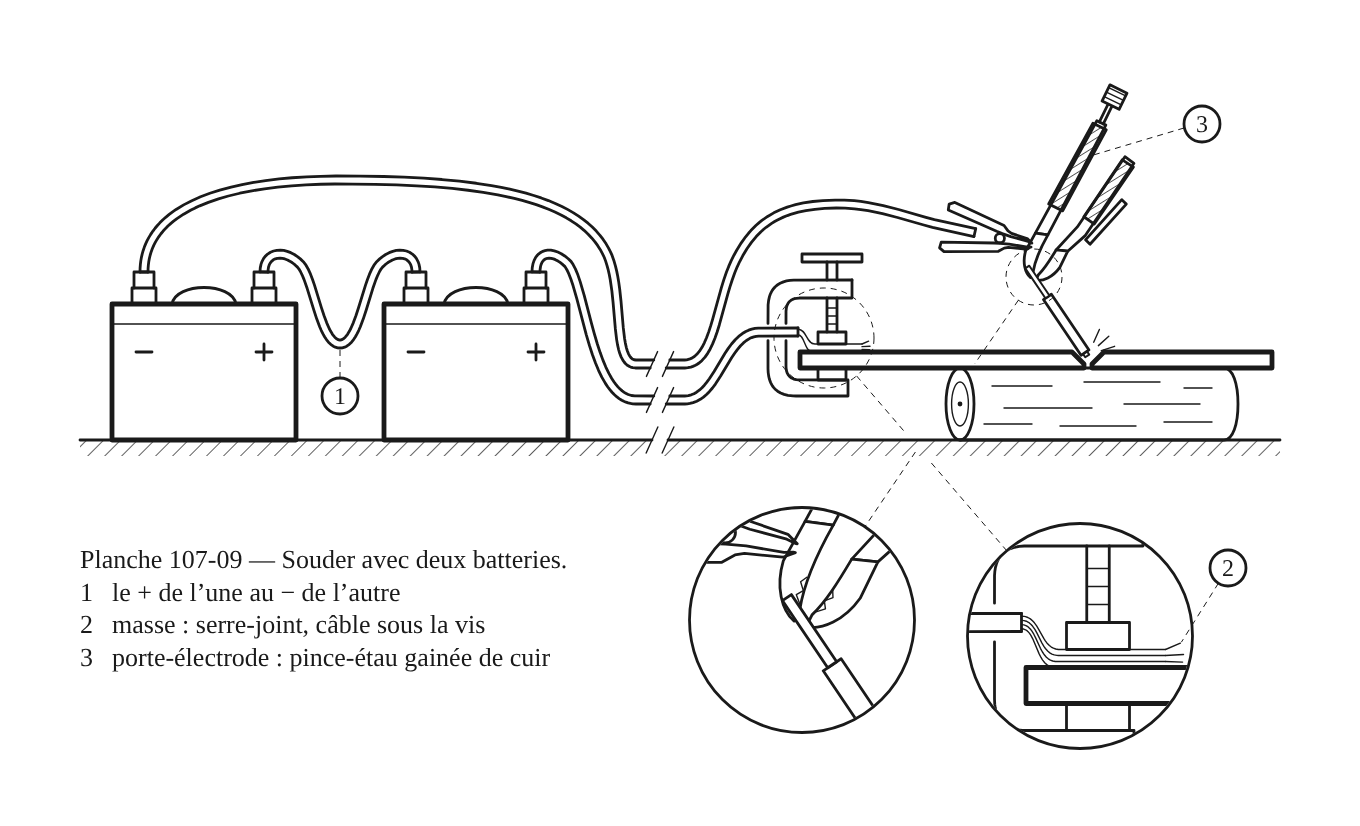 3
− + − +
1
Planche 107-09 — Souder avec deux batteries.
1 le + de l’une au − de l’autre
2 masse : serre-joint, câble sous la vis
3 porte-électrode : pince-étau gainée de cuir
2